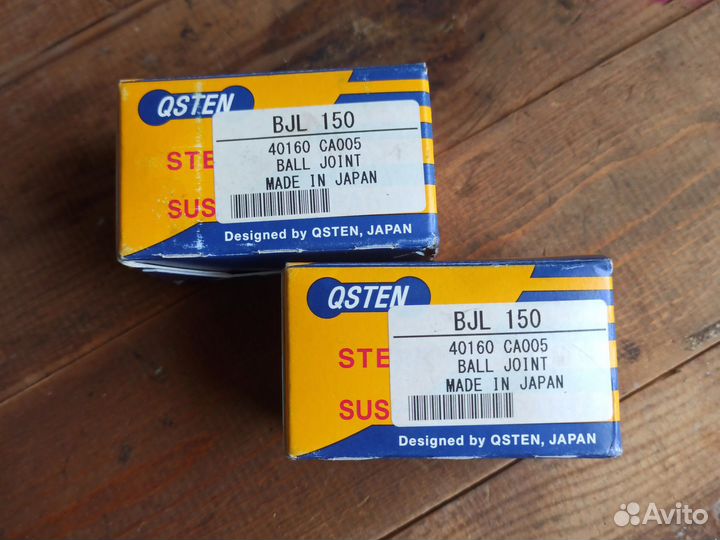 QSTEN
BJL 150
40160 CA005
BALL JOINT
MADE IN JAPAN
STE
SUS
Designed by QSTEN, JAPAN
QSTEN
BJL 150
40160 CA005
BALL JOINT
MADE IN JAPAN
STE
SUS
Designed by QSTEN, JAPAN
Avito